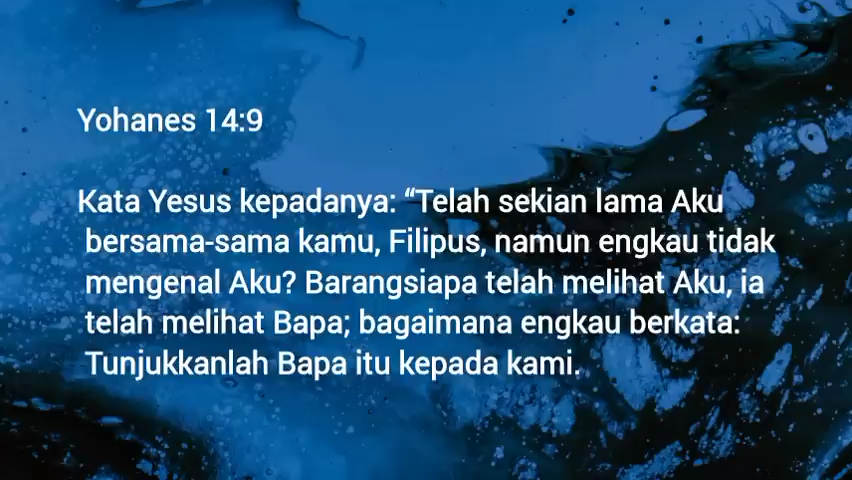 Yohanes 14:9
Kata Yesus kepadanya: “Telah sekian lama Aku
bersama-sama kamu, Filipus, namun engkau tidak
mengenal Aku? Barangsiapa telah melihat Aku, ia
telah melihat Bapa; bagaimana engkau berkata:
Tunjukkanlah Bapa itu kepada kami.